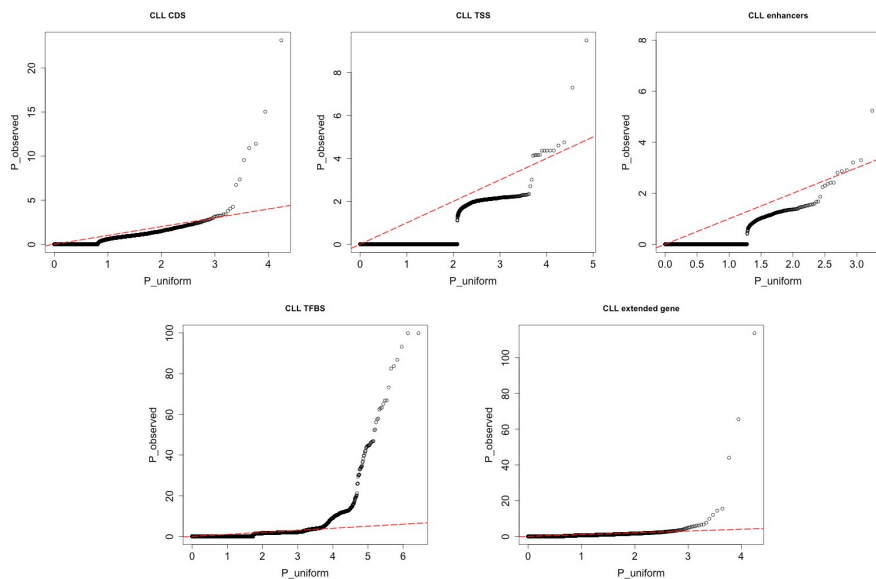 CLL CDS
P_observed
0 5 10 15 20
0 1 2 3 4
P_uniform
CLL TSS
P_observed
0 2 4 6 8
0 1 2 3 4 5
P_uniform
CLL enhancers
P_observed
0 2 4 6 8
0.0 0.5 1.0 1.5 2.0 2.5 3.0
P_uniform
CLL TFBS
P_observed
0 20 40 60 80 100
0 1 2 3 4 5 6
P_uniform
CLL extended gene
P_observed
0 20 40 60 80 100
0 1 2 3 4
P_uniform